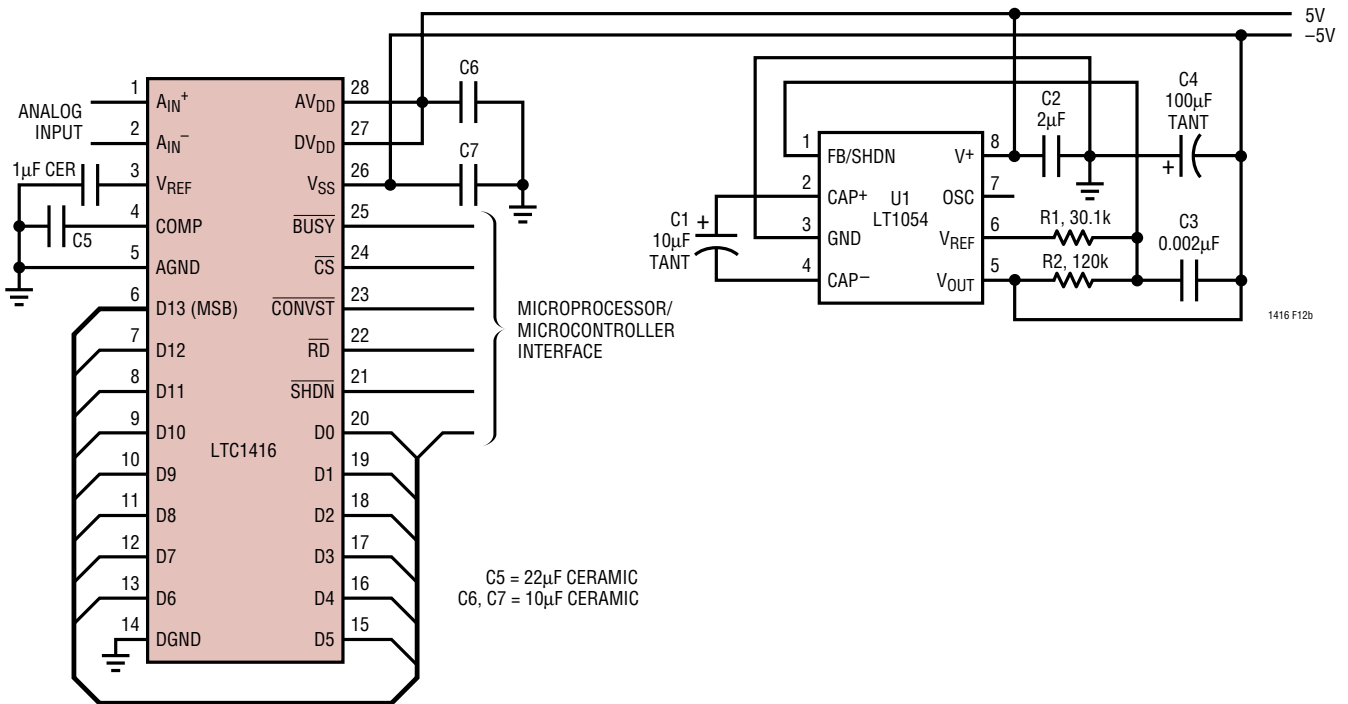 5V
–5V
ANALOG
INPUT
1 A_IN⁺
2 A_IN⁻
1µF CER
3 V_REF
4 COMP
C5
5 AGND
6 D13 (MSB)
7 D12
8 D11
9 D10
10 D9
11 D8
12 D7
13 D6
14 DGND
LTC1416
AV_DD 28
DV_DD 27
V_SS 26
B̅U̅S̅Y̅ 25
C̅S̅ 24
C̅O̅N̅V̅S̅T̅ 23
R̅D̅ 22
S̅H̅D̅N̅ 21
D0 20
D1 19
D2 18
D3 17
D4 16
D5 15
C6
C7
MICROPROCESSOR/
MICROCONTROLLER
INTERFACE
C5 = 22µF CERAMIC
C6, C7 = 10µF CERAMIC
C1 +
10µF
TANT
1 FB/SHDN
2 CAP+
3 GND
4 CAP–
U1
LT1054
V+ 8
OSC 7
V_REF 6
V_OUT 5
C2
2µF
C4
100µF
TANT
+
R1, 30.1k
R2, 120k
C3
0.002µF
1416 F12b